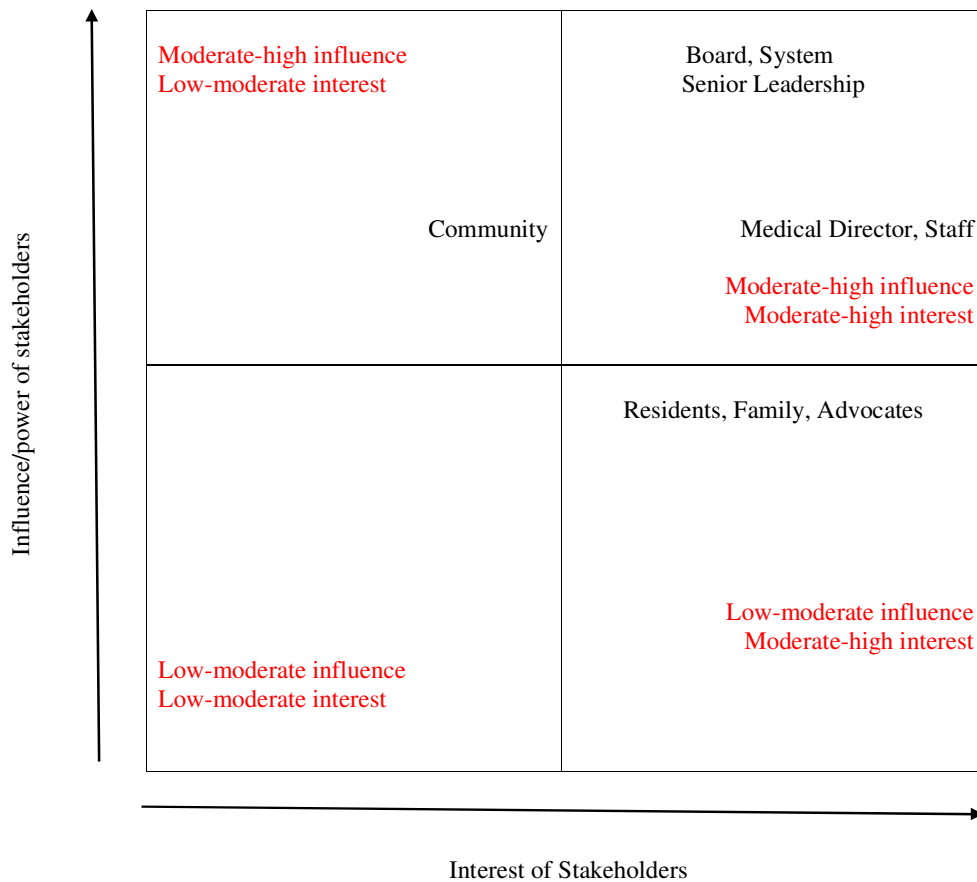 Moderate-high influence
Low-moderate interest
Board, System
Senior Leadership
Community
Medical Director, Staff
Moderate-high influence
Moderate-high interest
Influence/power of stakeholders
Residents, Family, Advocates
Low-moderate influence
Moderate-high interest
Low-moderate influence
Low-moderate interest
Interest of Stakeholders